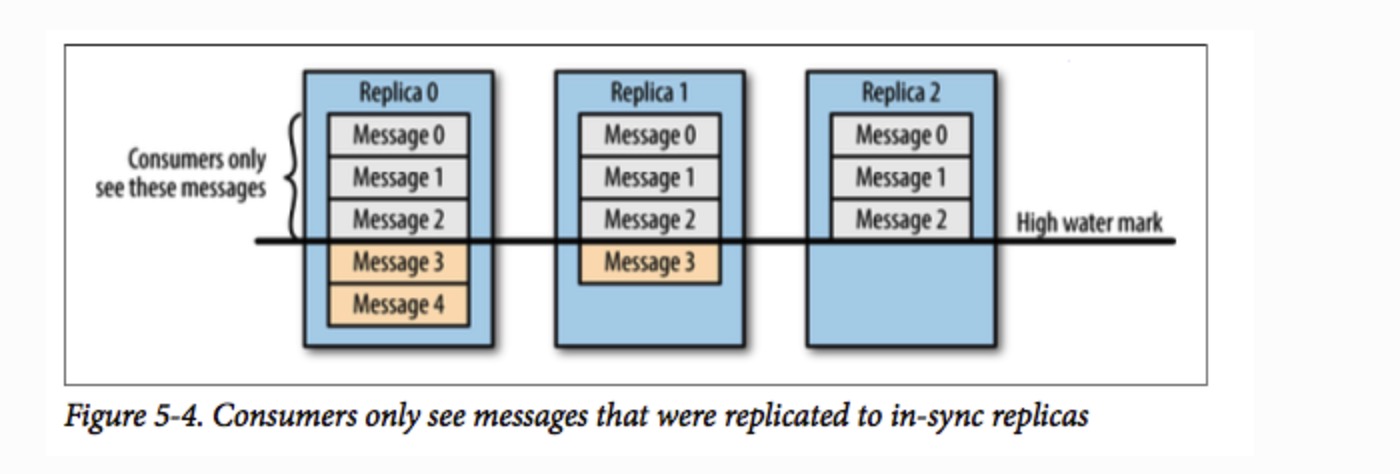 Replica 0
Message 0
Message 1
Message 2
Message 3
Message 4
Consumers only
see these messages
Replica 1
Message 0
Message 1
Message 2
Message 3
Replica 2
Message 0
Message 1
Message 2
High water mark
Figure 5-4. Consumers only see messages that were replicated to in-sync replicas